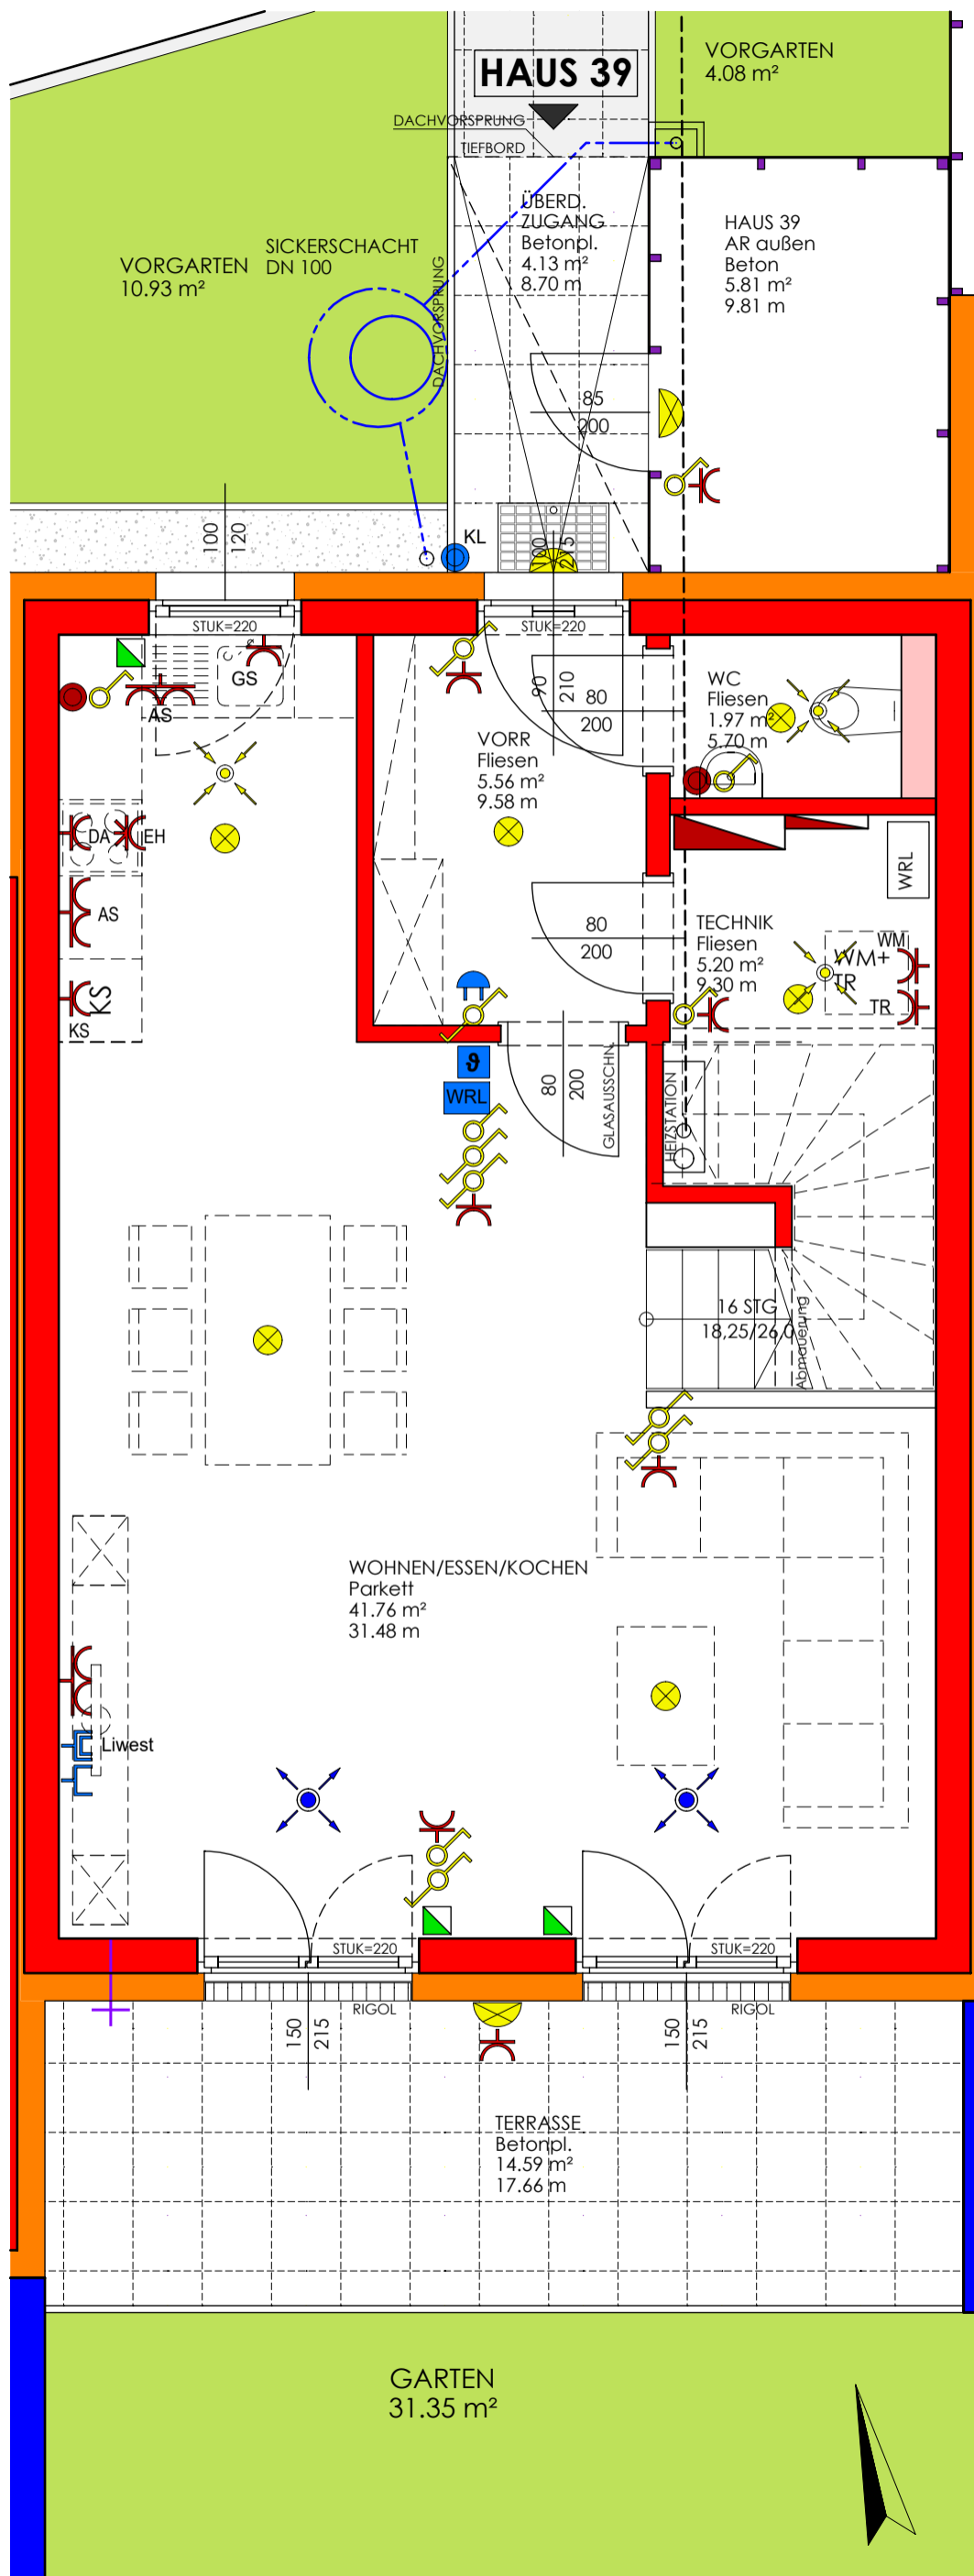 HAUS 39
VORGARTEN
4.08 m²
DACHVORSPRUNG
TIEFBORD
ÜBERD.
ZUGANG
Betonpl.
4.13 m²
8.70 m
HAUS 39
AR außen
Beton
5.81 m²
9.81 m
SICKERSCHACHT
DN 100
VORGARTEN
10.93 m²
DACHVORSPRUNG
85
200
100
120
KL
100
215
STUK=220
STUK=220
GS
AS
WC
Fliesen
1.97 m²
5.70 m
90
210
80
200
VORR
Fliesen
5.56 m²
9.58 m
DA
EH
AS
KS
KS
WRL
80
200
TECHNIK
Fliesen
5.20 m²
9.30 m
WM
WM+
TR
TR
ϑ
WRL
80
200
GLASAUSSCHN.
HEIZSTATION
16 STG
18,25/26,0
Abmauerung
WOHNEN/ESSEN/KOCHEN
Parkett
41.76 m²
31.48 m
Liwest
STUK=220
STUK=220
RIGOL
RIGOL
150
215
150
215
TERRASSE
Betonpl.
14.59 m²
17.66 m
GARTEN
31.35 m²